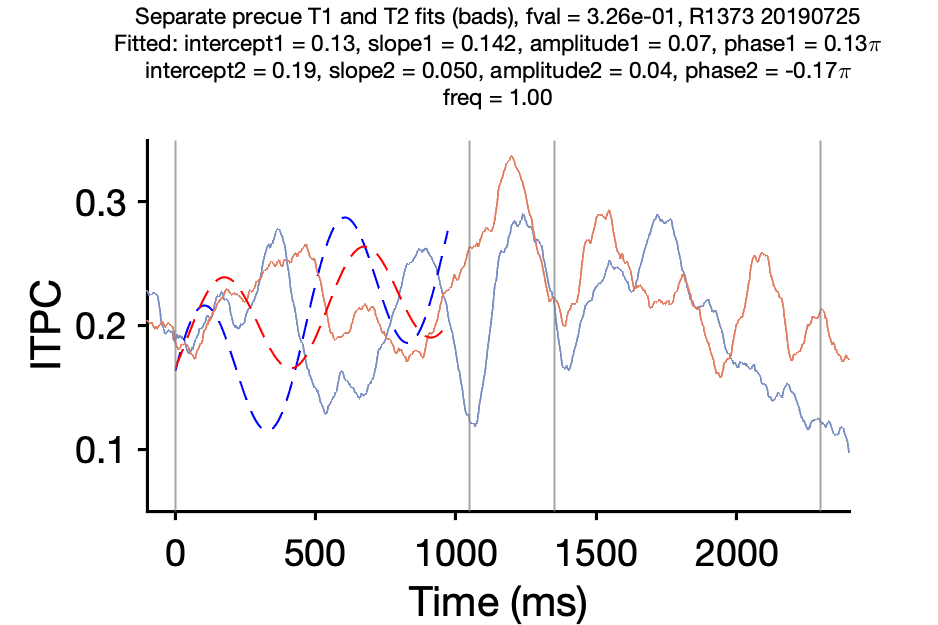 Separate precue T1 and T2 fits (bads), fval = 3.26e-01, R1373 20190725
Fitted: intercept1 = 0.13, slope1 = 0.142, amplitude1 = 0.07, phase1 = 0.13π
intercept2 = 0.19, slope2 = 0.050, amplitude2 = 0.04, phase2 = -0.17π
freq = 1.00
ITPC
0.3
0.2
0.1
0 500 1000 1500 2000
Time (ms)